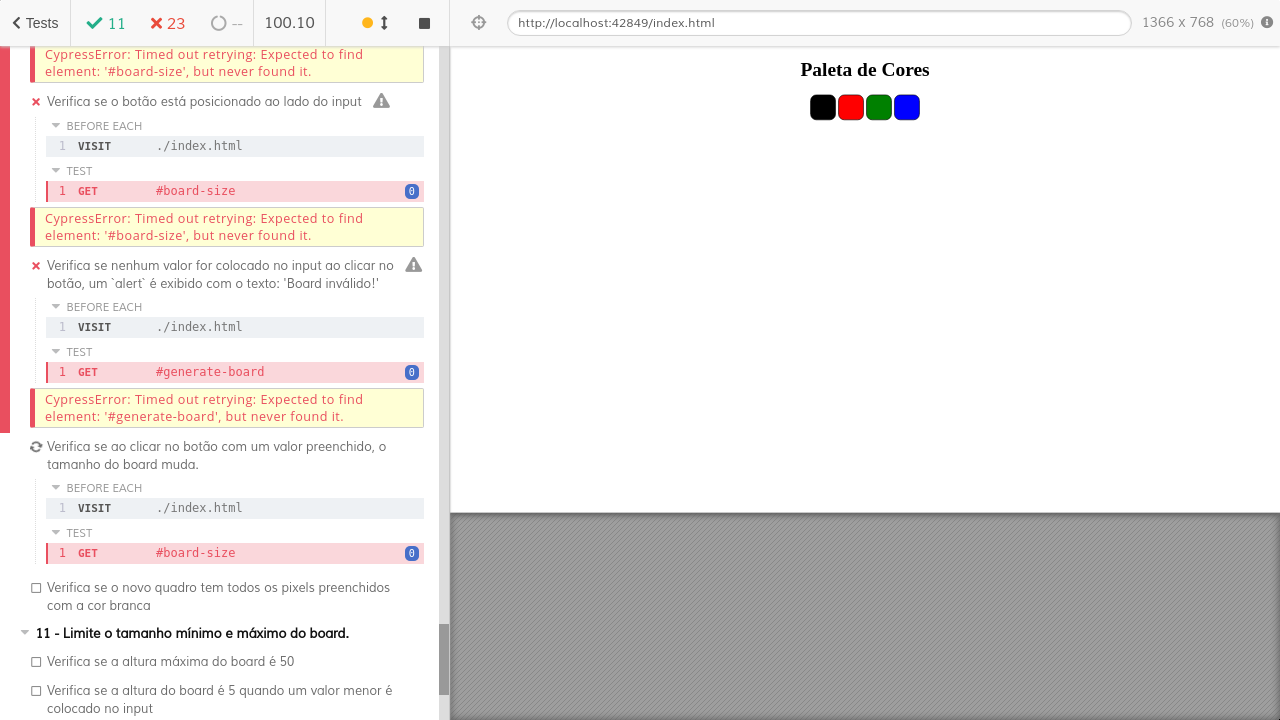 Tests 11 23 -- 100.10
http://localhost:42849/index.html 1366 x 768 (60%)
CypressError: Timed out retrying: Expected to find
element: '#board-size', but never found it.
Verifica se o botão está posicionado ao lado do input
BEFORE EACH
1 VISIT ./index.html
TEST
1 GET #board-size 0
CypressError: Timed out retrying: Expected to find
element: '#board-size', but never found it.
Verifica se nenhum valor for colocado no input ao clicar no
botão, um `alert` é exibido com o texto: 'Board inválido!'
BEFORE EACH
1 VISIT ./index.html
TEST
1 GET #generate-board 0
CypressError: Timed out retrying: Expected to find
element: '#generate-board', but never found it.
Verifica se ao clicar no botão com um valor preenchido, o
tamanho do board muda.
BEFORE EACH
1 VISIT ./index.html
TEST
1 GET #board-size 0
Verifica se o novo quadro tem todos os pixels preenchidos
com a cor branca
11 - Limite o tamanho mínimo e máximo do board.
Verifica se a altura máxima do board é 50
Verifica se a altura do board é 5 quando um valor menor é
colocado no input
Paleta de Cores